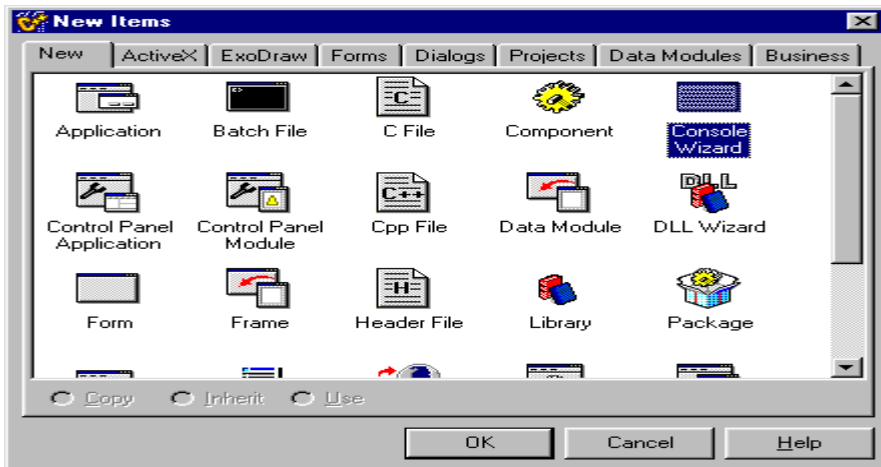 New Items
New ActiveX ExoDraw Forms Dialogs Projects Data Modules Business
Application Batch File C File Component Console
Wizard
Control Panel Control Panel Cpp File Data Module DLL Wizard
Application Module
Form Frame Header File Library Package
Copy Inherit Use
OK Cancel Help